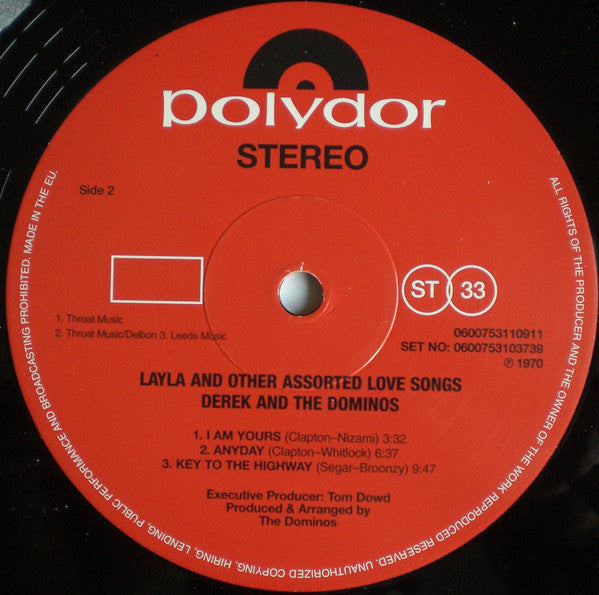 polydor
STEREO
Side 2
ST 33
1. Throat Music
2. Throat Music/Delbon 3. Leeds Music
0600753110911
SET NO: 0600753103739
℗ 1970
LAYLA AND OTHER ASSORTED LOVE SONGS
DEREK AND THE DOMINOS
1. I AM YOURS (Clapton–Nizami) 3:32
2. ANYDAY (Clapton–Whitlock) 6:37
3. KEY TO THE HIGHWAY (Segar–Broonzy) 9:47
Executive Producer: Tom Dowd
Produced & Arranged by
The Dominos
ALL RIGHTS OF THE PRODUCER AND THE OWNER OF THE WORK REPRODUCED RESERVED. UNAUTHORIZED COPYING, HIRING, LENDING, PUBLIC PERFORMANCE AND BROADCASTING PROHIBITED. MADE IN THE EU.